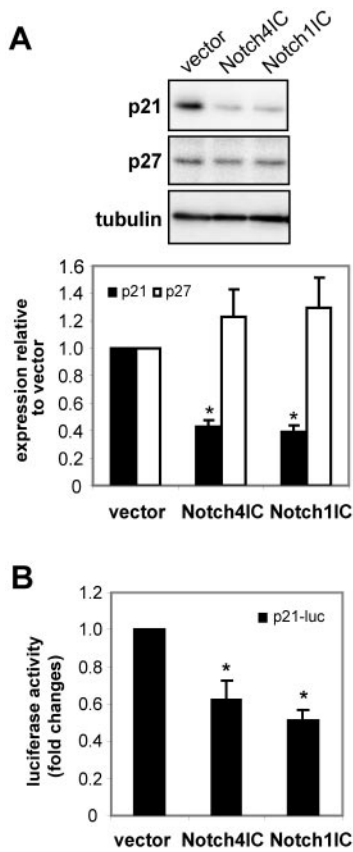 A
vector
Notch4IC
Notch1IC
p21
p27
tubulin
expression relative
to vector
1.6
1.4
1.2
1.0
0.8
0.6
0.4
0.2
0
p21 p27
*
*
vector Notch4IC Notch1IC
B
luciferase activity
(fold changes)
1.2
1.0
0.8
0.6
0.4
0.2
0
p21-luc
*
*
vector Notch4IC Notch1IC